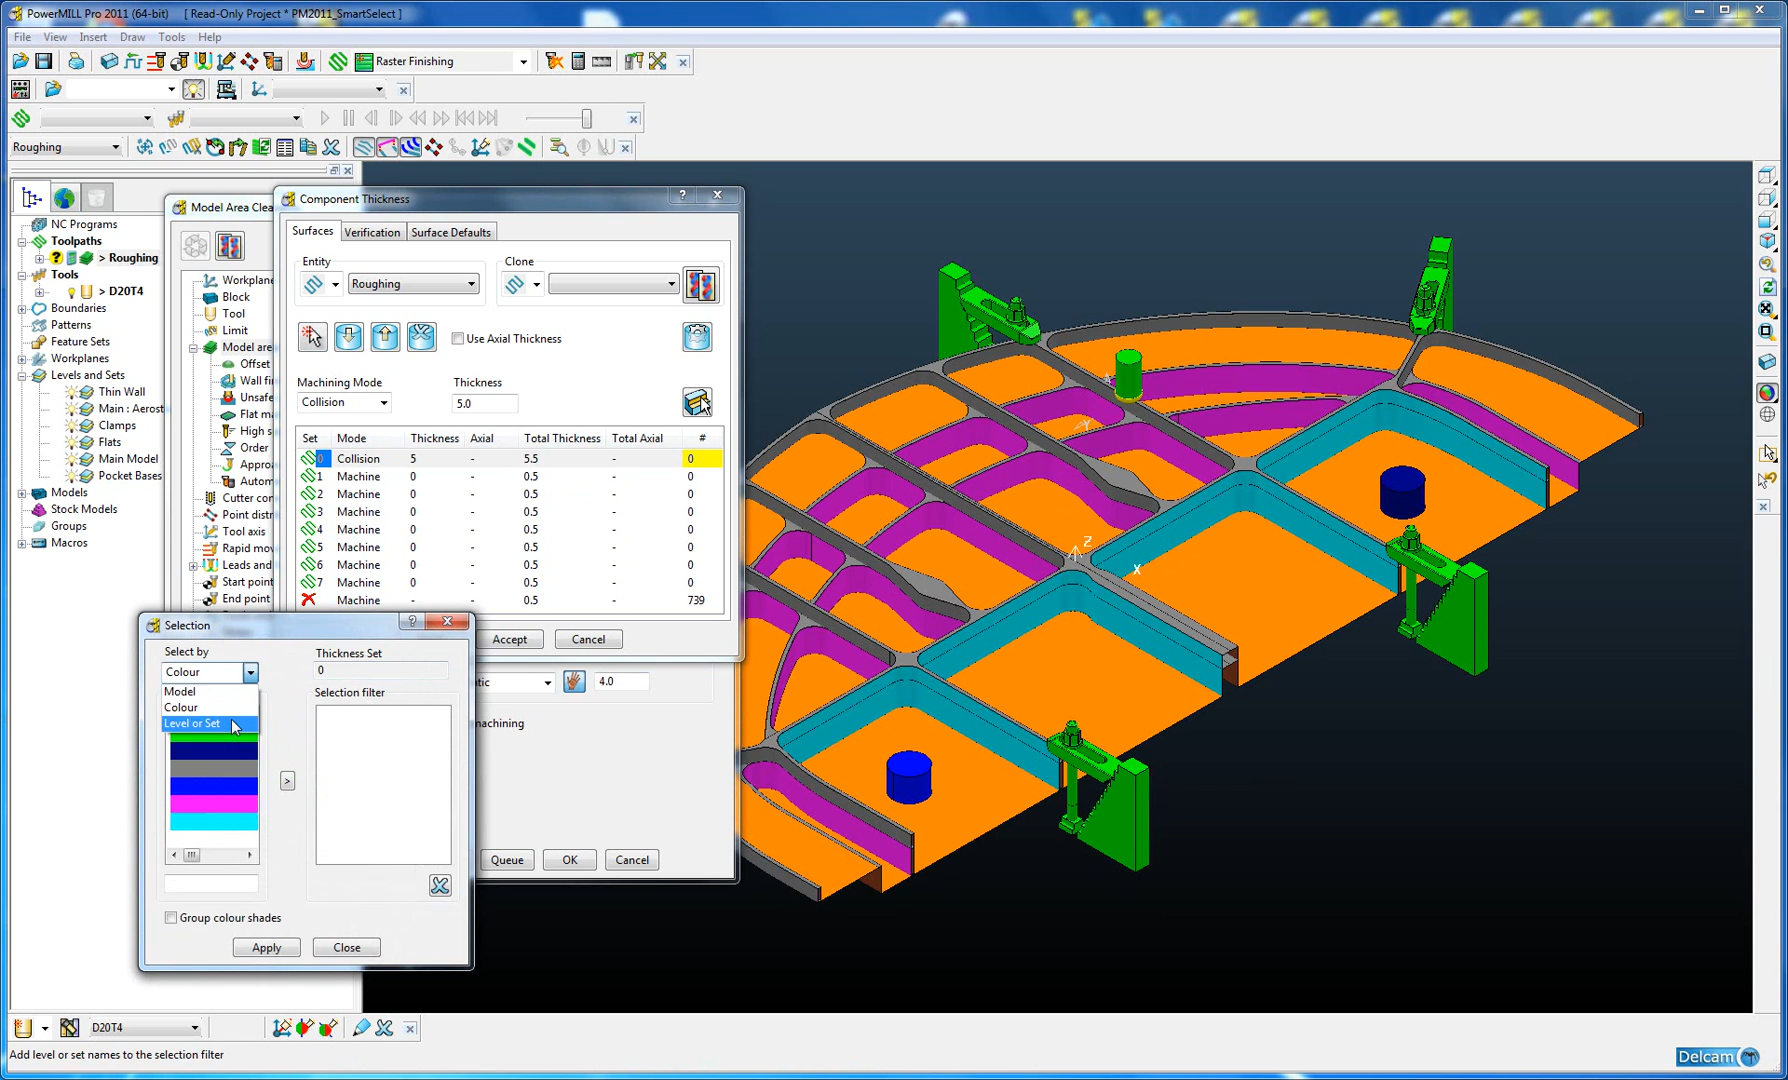 PowerMILL Pro 2011 (64-bit) [ Read-Only Project * PM2011_SmartSelect ]
File View Insert Draw Tools Help
Raster Finishing
Roughing
Model Area Clea
Component Thickness
Surfaces Verification Surface Defaults
Entity Clone
Roughing
Use Axial Thickness
Machining Mode Thickness
Collision 5.0
Set Mode Thickness Axial Total Thickness Total Axial #
0 Collision 5 - 5.5 - 0
1 Machine 0 - 0.5 - 0
2 Machine 0 - 0.5 - 0
3 Machine 0 - 0.5 - 0
4 Machine 0 - 0.5 - 0
5 Machine 0 - 0.5 - 0
6 Machine 0 - 0.5 - 0
7 Machine 0 - 0.5 - 0
Machine - - 0.5 - 739
Accept Cancel
NC Programs
Toolpaths
> Roughing
Tools
> D20T4
Boundaries
Patterns
Feature Sets
Workplanes
Levels and Sets
Thin Wall
Main : Aerost
Clamps
Flats
Main Model
Pocket Bases
Models
Stock Models
Groups
Macros
Workplane
Block
Tool
Limit
Model area
Offset
Wall fi
Unsafe
Flat ma
High s
Order
Approa
Autom
Cutter con
Point distr
Tool axis
Rapid mov
Leads and
Start point
End point
Selection
Select by Thickness Set
Colour 0
Model
Colour
Level or Set
Selection filter
>
Group colour shades
Apply Close
tic 4.0
machining
Queue OK Cancel
Y
Z
X
D20T4
Add level or set names to the selection filter
Delcam